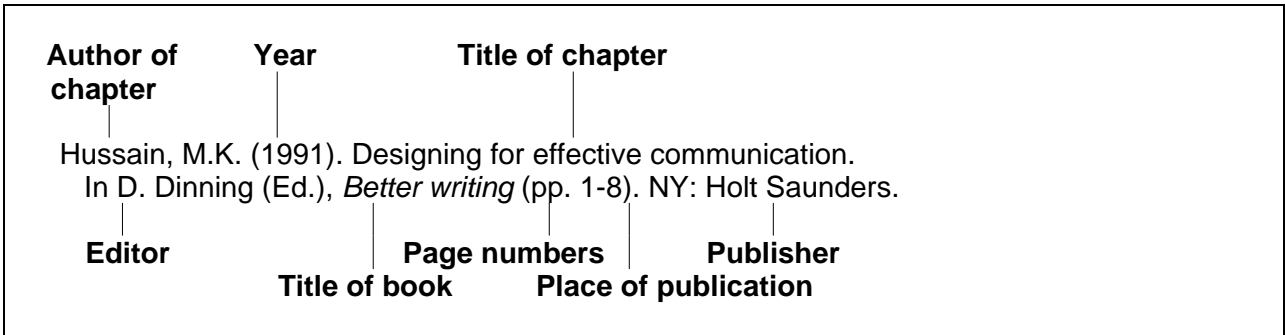 Author of Year Title of chapter
chapter
Hussain, M.K. (1991). Designing for effective communication.
In D. Dinning (Ed.), Better writing (pp. 1-8). NY: Holt Saunders.
Editor Page numbers Publisher
Title of book Place of publication